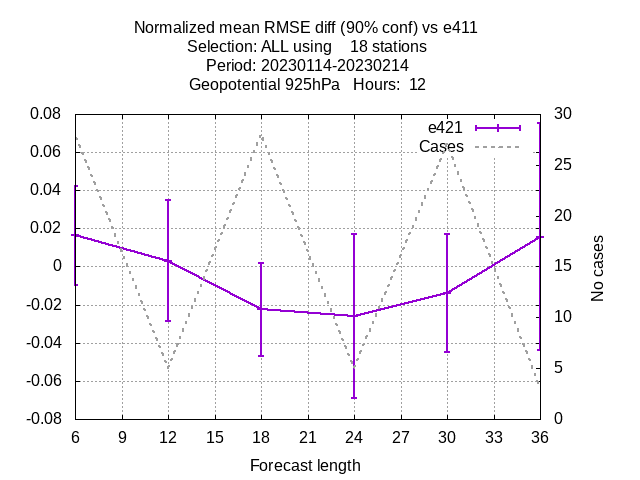 Normalized mean RMSE diff (90% conf) vs e411
Selection: ALL using    18 stations
Period: 20230114-20230214
Geopotential 925hPa   Hours:  12
e421
Cases
0.08
0.06
0.04
0.02
0
-0.02
-0.04
-0.06
-0.08
30
25
20
15
10
5
0
No cases
6 9 12 15 18 21 24 27 30 33 36
Forecast length